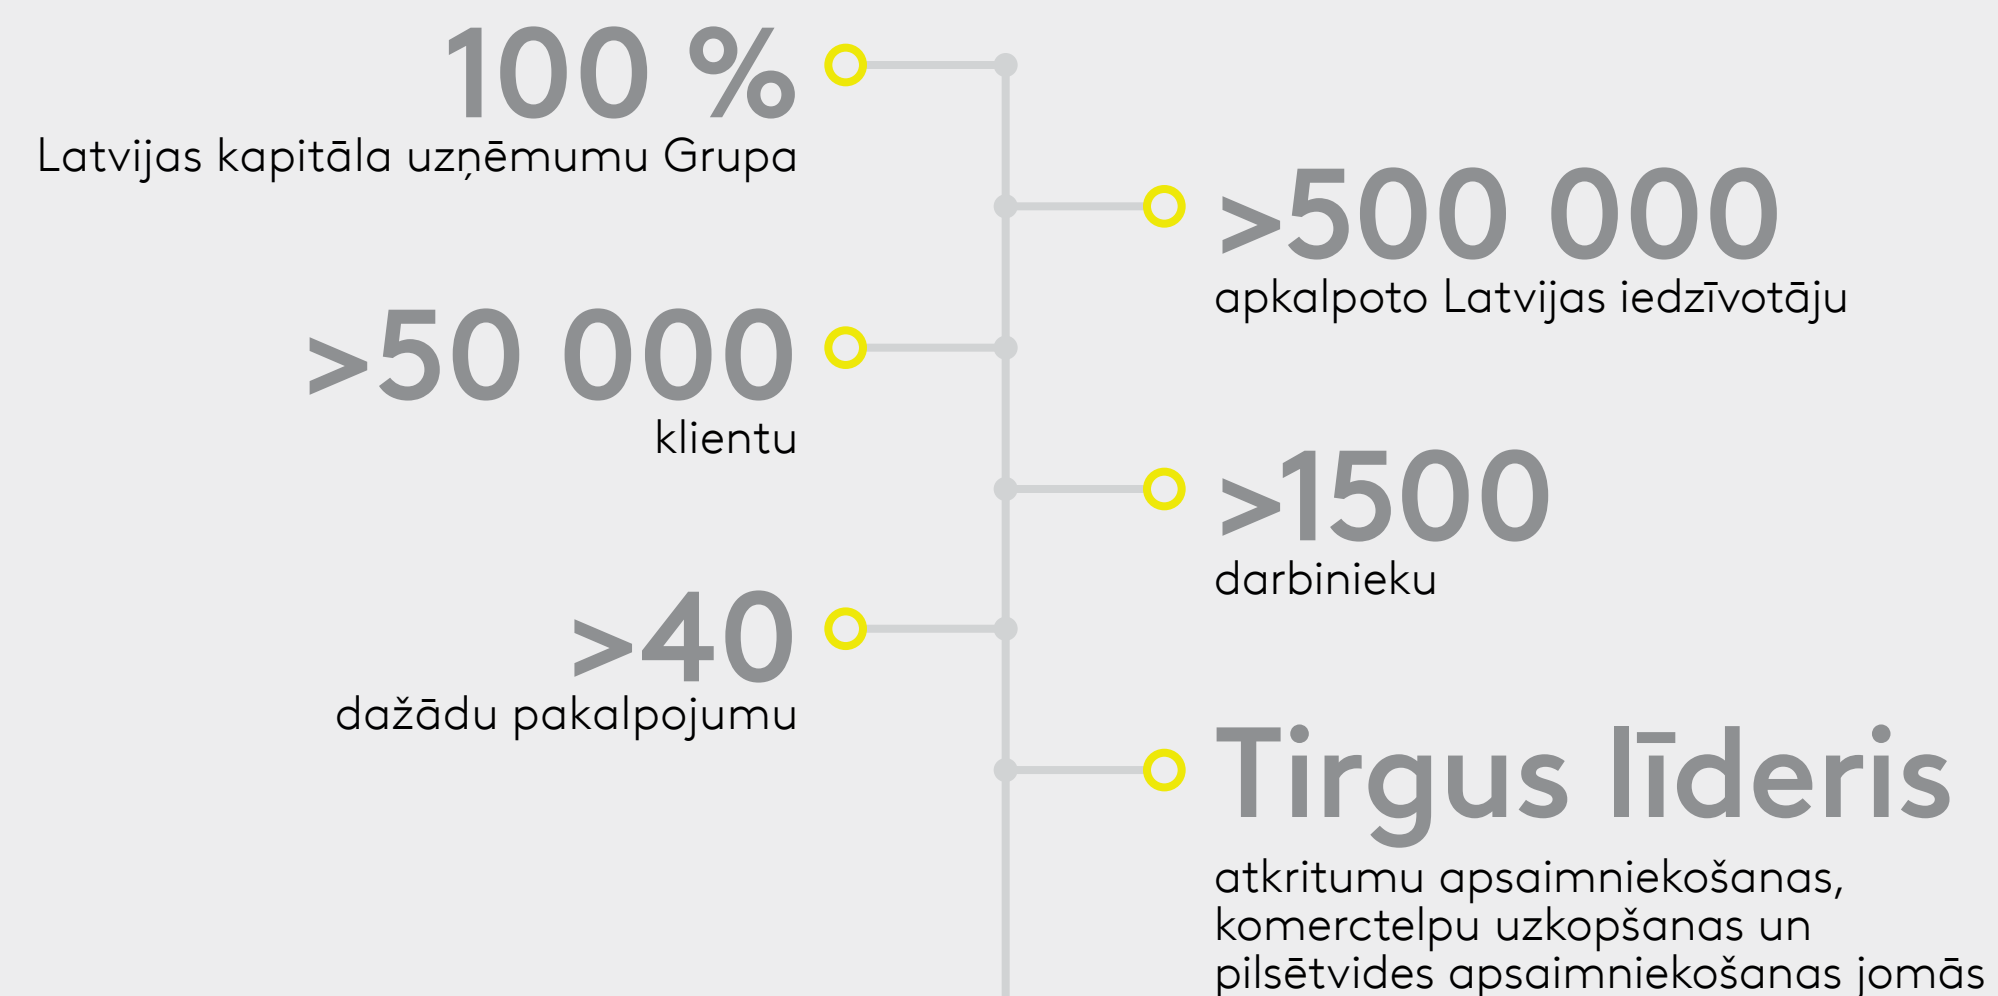 100 %
Latvijas kapitāla uzņēmumu Grupa
>500 000
apkalpoto Latvijas iedzīvotāju
>50 000
klientu
>1500
darbinieku
>40
dažādu pakalpojumu
Tirgus līderis
atkritumu apsaimniekošanas,
komerctelpu uzkopšanas un
pilsētvides apsaimniekošanas jomās